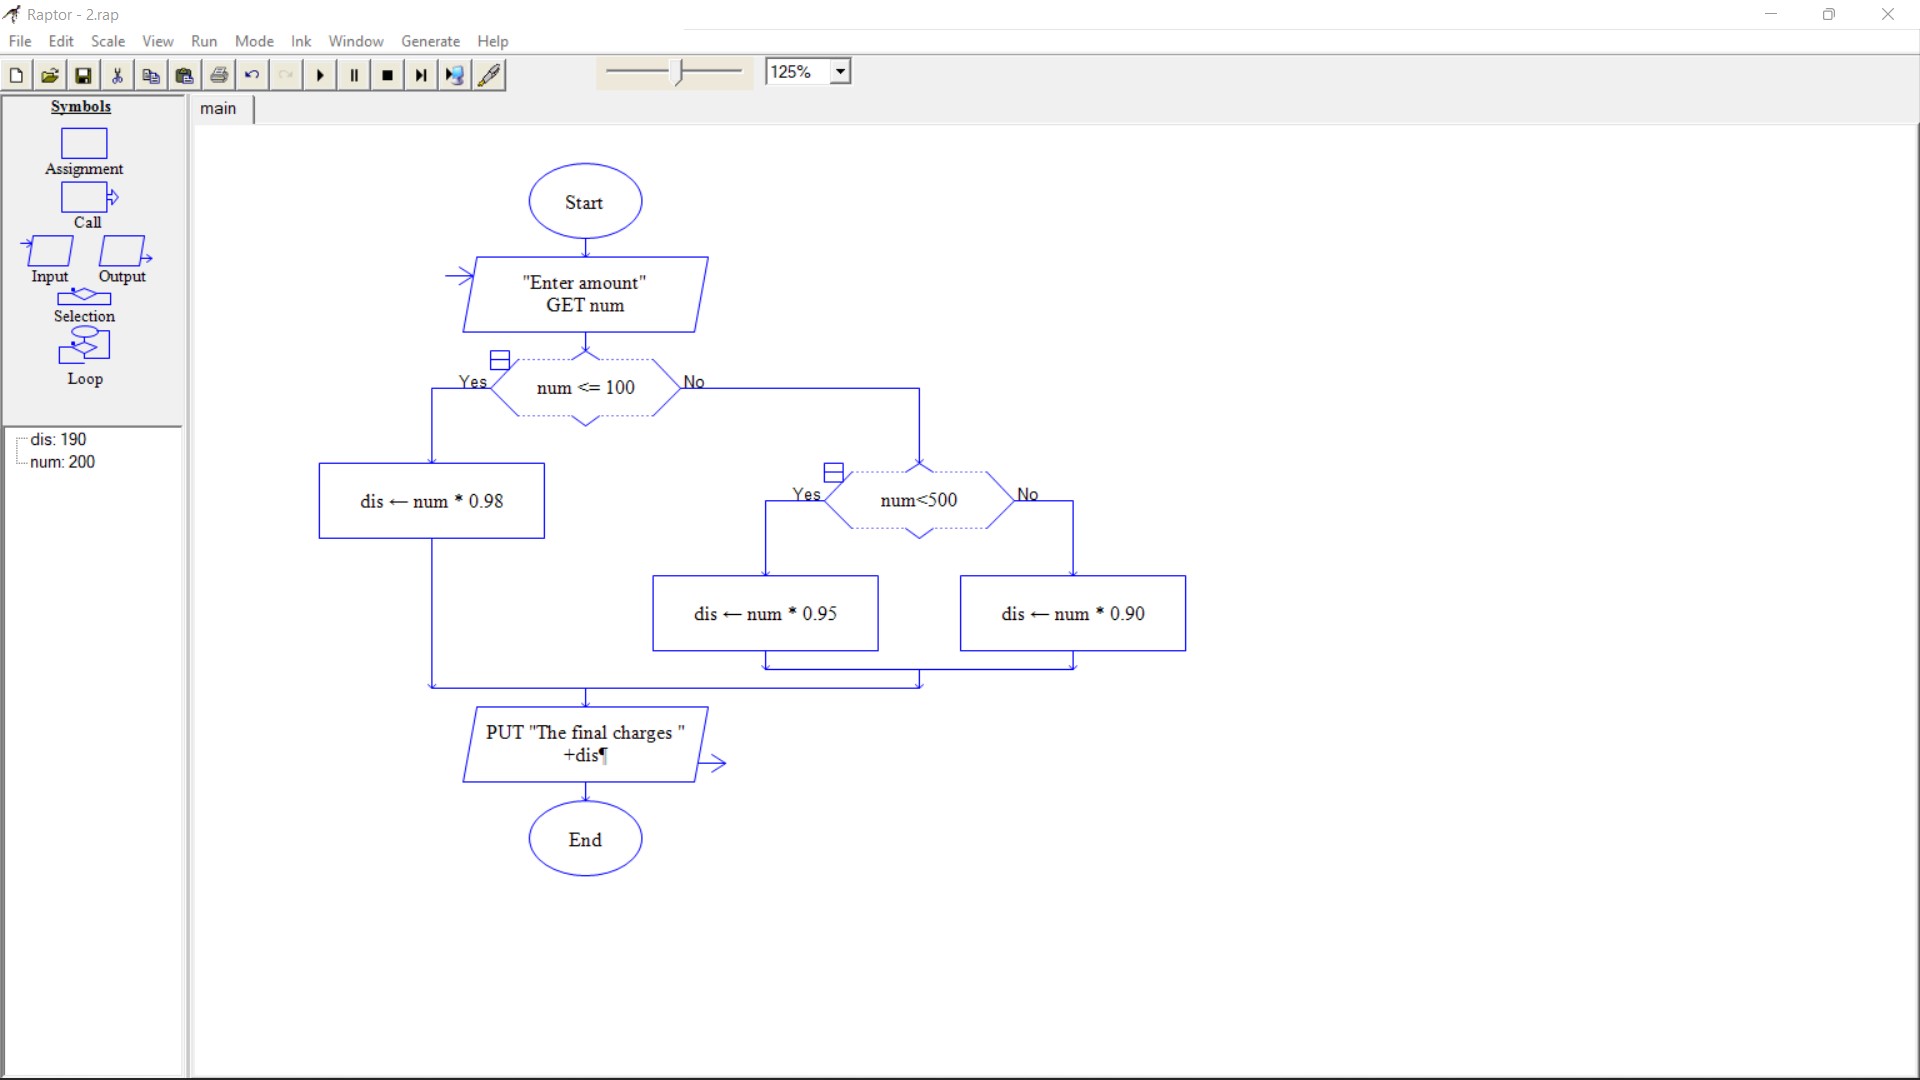 Raptor - 2.rap
File Edit Scale View Run Mode Ink Window Generate Help
125%
Symbols
Assignment
Call
Input Output
Selection
Loop
dis: 190
num: 200
main
Start
"Enter amount"
GET num
Yes num <= 100 No
dis ← num * 0.98
Yes num<500 No
dis ← num * 0.95
dis ← num * 0.90
PUT "The final charges "
+dis¶
End